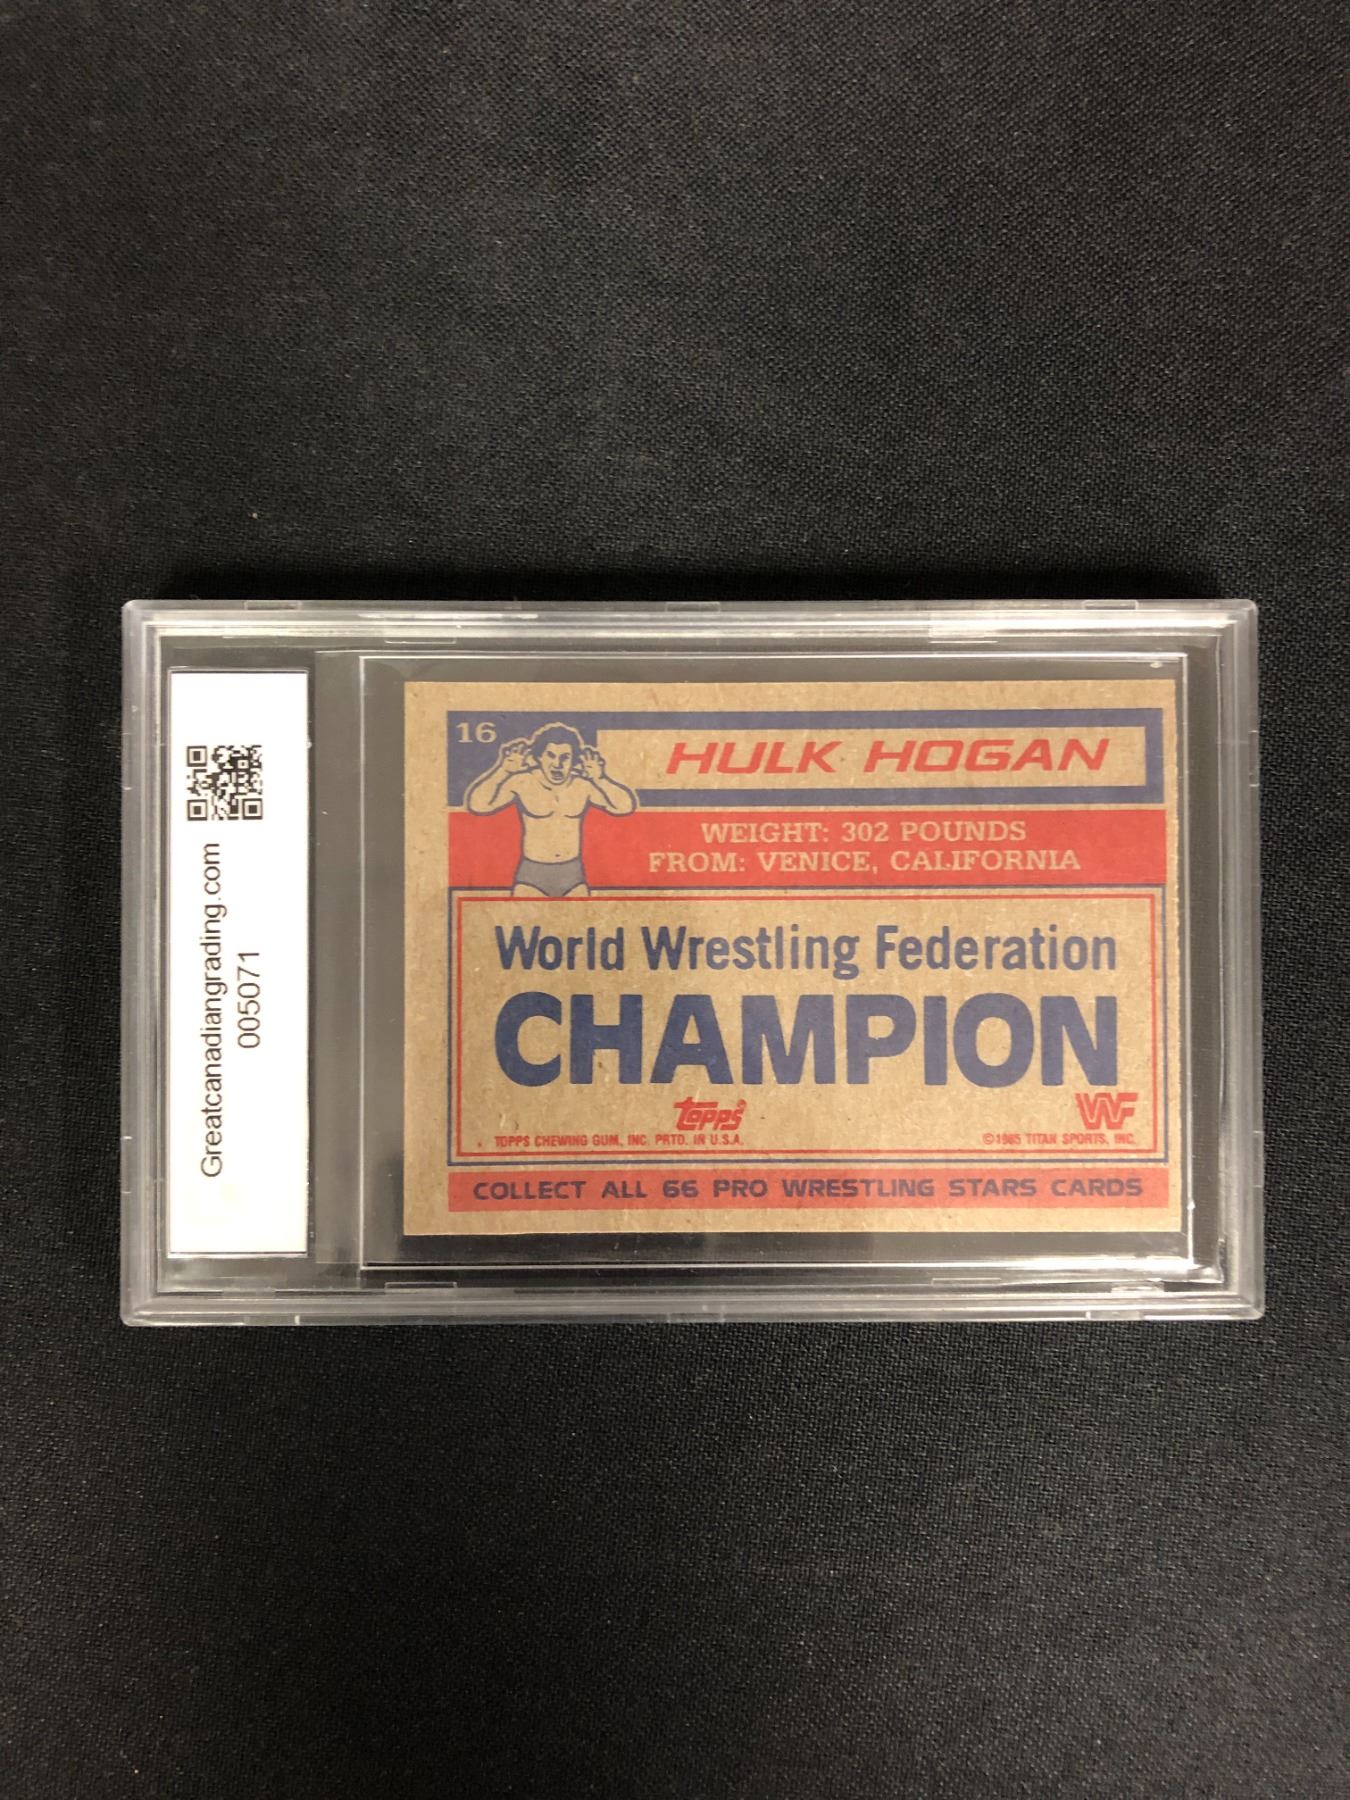 Greatcanadiangrading.com
005071
16
HULK HOGAN
WEIGHT: 302 POUNDS
FROM: VENICE, CALIFORNIA
World Wrestling Federation
CHAMPION
topps
WF
TOPPS CHEWING GUM, INC. PRTD. IN U.S.A.
©1985 TITAN SPORTS, INC.
COLLECT ALL 66 PRO WRESTLING STARS CARDS